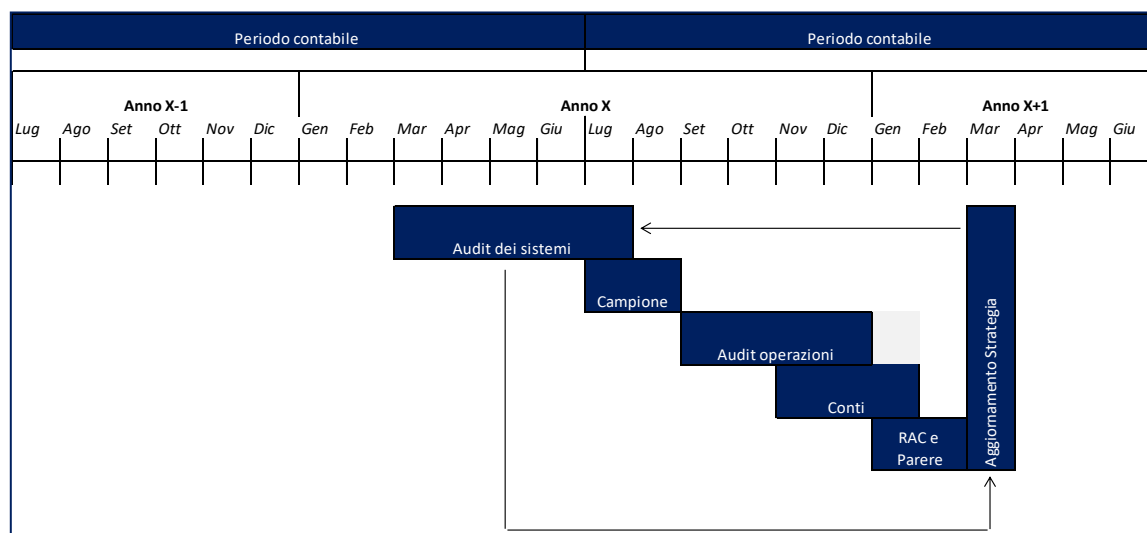 Periodo contabile Periodo contabile
Anno X-1 Anno X Anno X+1
Lug Ago Set Ott Nov Dic Gen Feb Mar Apr Mag Giu Lug Ago Set Ott Nov Dic Gen Feb Mar Apr Mag Giu
Audit dei sistemi
Campione
Audit operazioni
Conti
RAC e
Parere
Aggiornamento Strategia